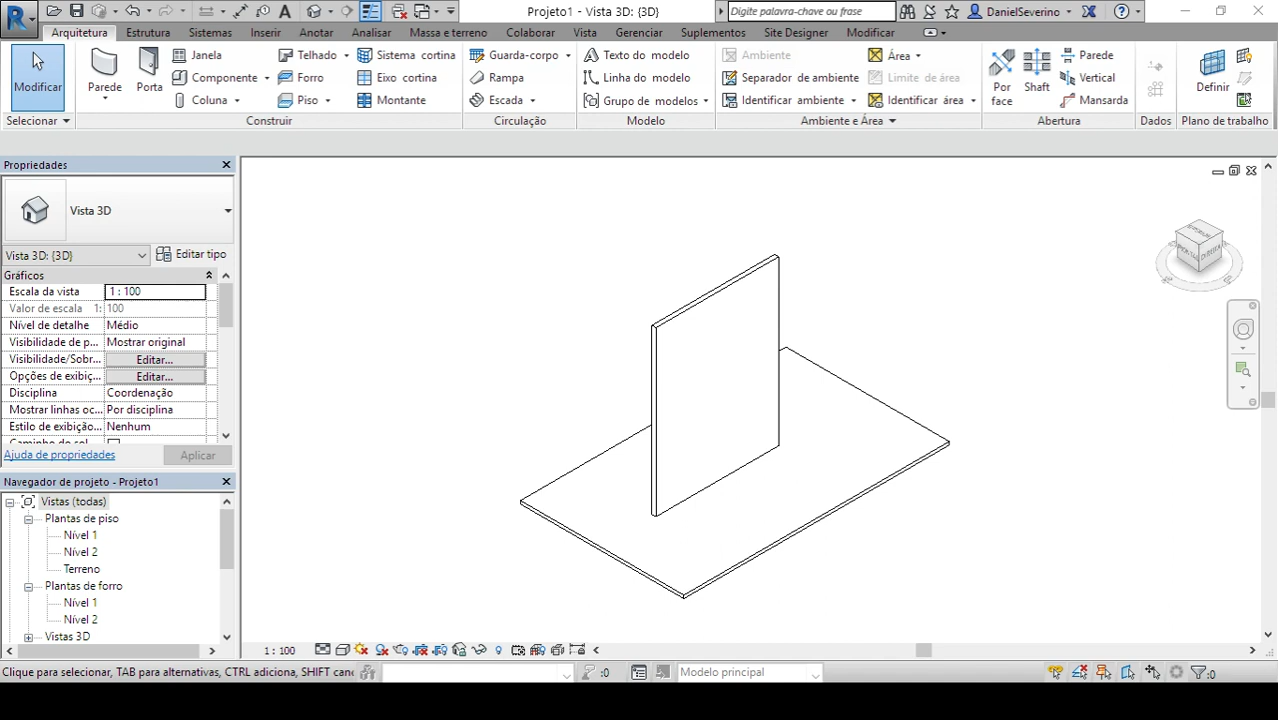 Projeto1 - Vista 3D: {3D}
Digite palavra-chave ou frase
DanielSeverino
Arquitetura Estrutura Sistemas Inserir Anotar Analisar Massa e terreno Colaborar Vista Gerenciar Suplementos Site Designer Modificar
Modificar
Selecionar
Parede
Porta
Janela
Componente
Coluna
Telhado
Forro
Piso
Sistema cortina
Eixo cortina
Montante
Construir
Guarda-corpo
Rampa
Escada
Circulação
Texto do modelo
Linha do modelo
Grupo de modelos
Modelo
Ambiente
Separador de ambiente
Identificar ambiente
Área
Limite de área
Identificar área
Ambiente e Área
Por
face
Shaft
Parede
Vertical
Mansarda
Abertura
Dados
Definir
Plano de trabalho
Propriedades
Vista 3D
Vista 3D: {3D}
Editar tipo
Gráficos
Escala da vista 1 : 100
Valor de escala 1: 100
Nível de detalhe Médio
Visibilidade de p... Mostrar original
Visibilidade/Sobr... Editar...
Opções de exibiç... Editar...
Disciplina Coordenação
Mostrar linhas oc... Por disciplina
Estilo de exibição... Nenhum
Ajuda de propriedades Aplicar
Navegador de projeto - Projeto1
Vistas (todas)
Plantas de piso
Nível 1
Nível 2
Terreno
Plantas de forro
Nível 1
Nível 2
Vistas 3D
1 : 100
Clique para selecionar, TAB para alternativas, CTRL adiciona, SHIFT canc
:0
Modelo principal
:0